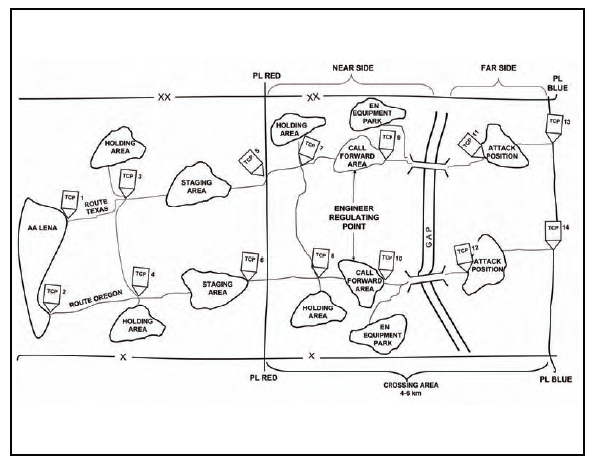 NEAR SIDE
FAR SIDE
PL RED
PL
BLUE
XX
XX
EN
EQUIPMENT
PARK
HOLDING
AREA
TCP 13
HOLDING
AREA
TCP 5
TCP 7
CALL
FORWARD
AREA
TCP 9
TCP 11
ATTACK
POSITION
TCP 3
STAGING
AREA
TCP 1
ROUTE
TEXAS
AA LENA
ENGINEER
REGULATING
POINT
GAP
TCP 14
TCP 2
ROUTE OREGON
TCP 4
STAGING
AREA
TCP 6
TCP 8
CALL
FORWARD
AREA
TCP 10
TCP 12
ATTACK
POSITION
HOLDING
AREA
HOLDING
AREA
EN
EQUIPMENT
PARK
X
X
PL RED
CROSSING AREA
4-6 km
PL BLUE